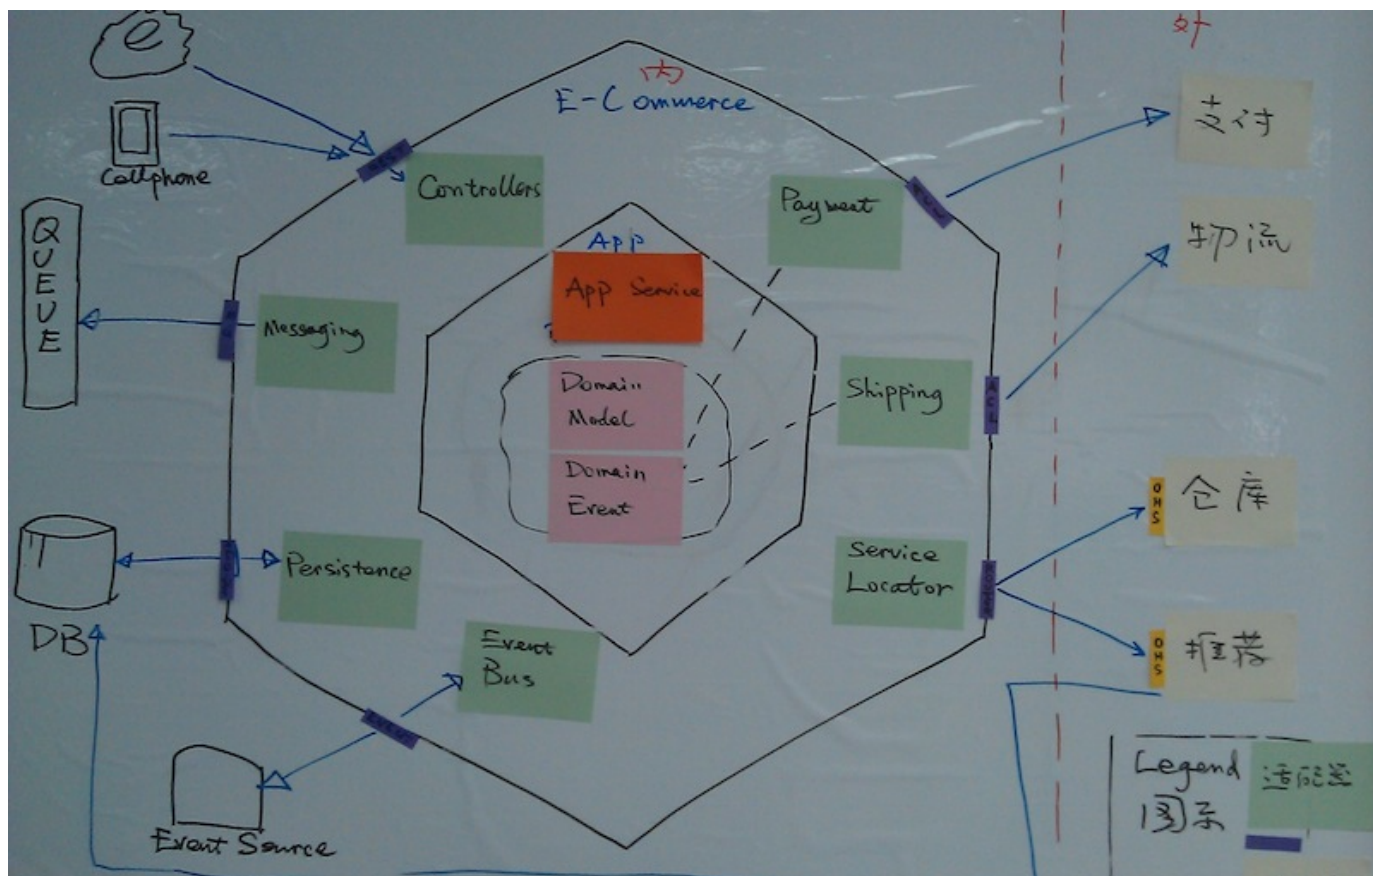 e
外
内
E-Commerce
支付
Cellphone
Controllers
Payment
QUEUE
物流
App
App Service
Messaging
Domain
Model
Shipping
ACL
Domain
Event
OHS
仓库
Service
Locator
Persistence
DB
Event
Bus
OHS
推荐
Legend
图示
适配器
Event Source